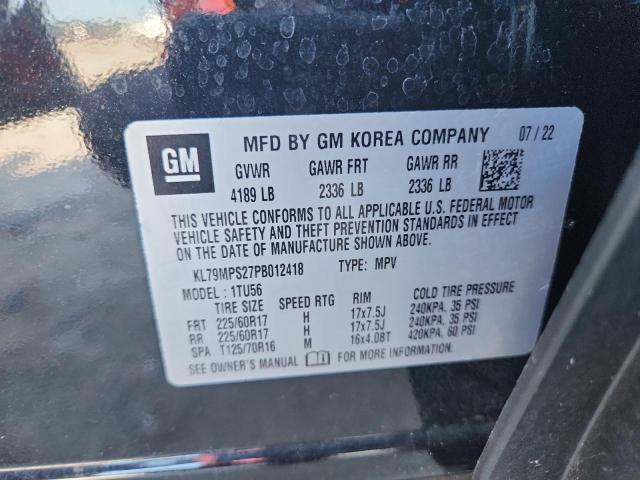 GM MFD BY GM KOREA COMPANY 07 / 22
GVWR GAWR FRT GAWR RR
4189 LB 2336 LB 2336 LB
THIS VEHICLE CONFORMS TO ALL APPLICABLE U.S. FEDERAL MOTOR
VEHICLE SAFETY AND THEFT PREVENTION STANDARDS IN EFFECT
ON THE DATE OF MANUFACTURE SHOWN ABOVE.
KL79MPS27PB012418 TYPE: MPV
MODEL: 1TU56
TIRE SIZE SPEED RTG RIM COLD TIRE PRESSURE
FRT 225/60R17 H 17x7.5J 240KPA, 35 PSI
RR 225/60R17 H 17x7.5J 240KPA, 35 PSI
SPA T125/70R16 M 16x4.0BT 420KPA, 60 PSI
SEE OWNER'S MANUAL FOR MORE INFORMATION.